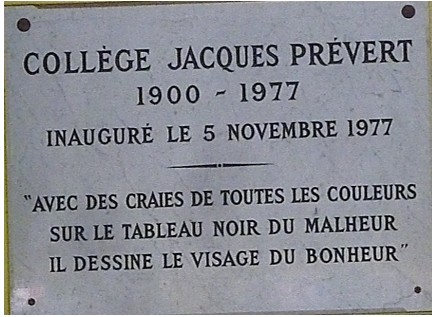 COLLÈGE JACQUES PRÉVERT
1900 - 1977
INAUGURÉ LE 5 NOVEMBRE 1977
"AVEC DES CRAIES DE TOUTES LES COULEURS
SUR LE TABLEAU NOIR DU MALHEUR
IL DESSINE LE VISAGE DU BONHEUR"